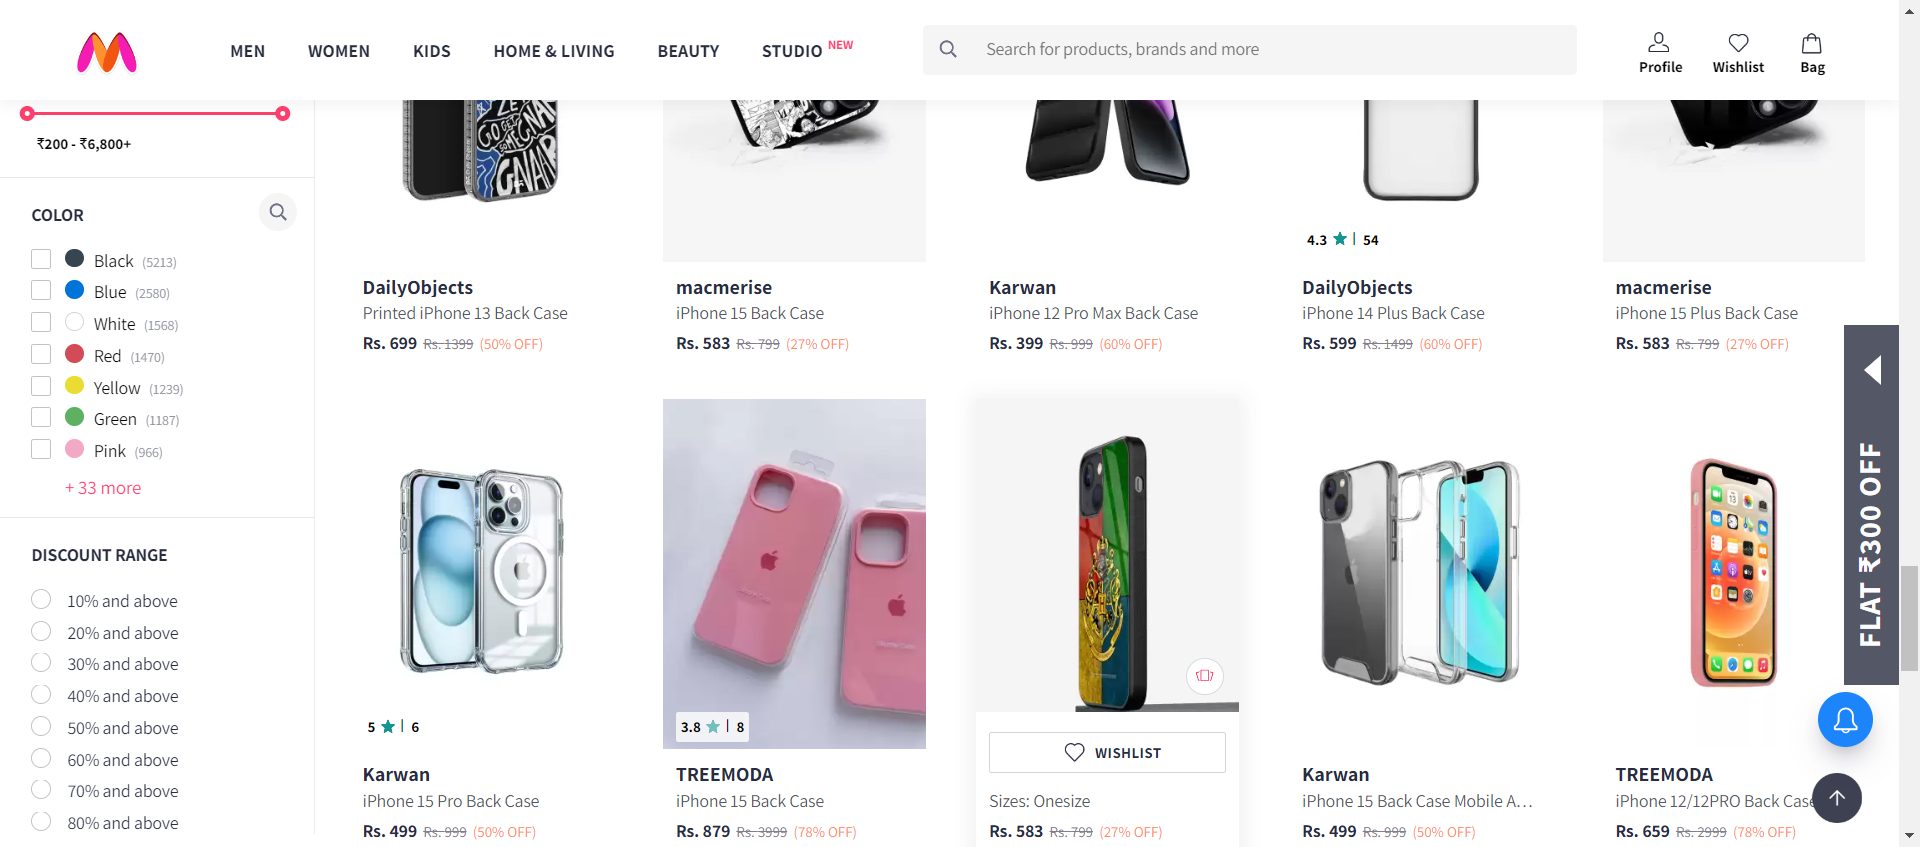 MEN
WOMEN
KIDS
HOME & LIVING
BEAUTY
STUDIO NEW
Search for products, brands and more
Profile
Wishlist
Bag
₹200 - ₹6,800+
COLOR
Black (5213)
Blue (2580)
White (1568)
Red (1470)
Yellow (1239)
Green (1187)
Pink (966)
+ 33 more
DISCOUNT RANGE
10% and above
20% and above
30% and above
40% and above
50% and above
60% and above
70% and above
80% and above
GO GET
SOME GNAR
GNAR
DailyObjects
Printed iPhone 13 Back Case
Rs. 699 Rs. 1399 (50% OFF)
macmerise
iPhone 15 Back Case
Rs. 583 Rs. 799 (27% OFF)
Karwan
iPhone 12 Pro Max Back Case
Rs. 399 Rs. 999 (60% OFF)
4.3 | 54
DailyObjects
iPhone 14 Plus Back Case
Rs. 599 Rs. 1499 (60% OFF)
macmerise
iPhone 15 Plus Back Case
Rs. 583 Rs. 799 (27% OFF)
5 | 6
Karwan
iPhone 15 Pro Back Case
Rs. 499 Rs. 999 (50% OFF)
3.8 | 8
TREEMODA
iPhone 15 Back Case
Rs. 879 Rs. 3999 (78% OFF)
WISHLIST
Sizes: Onesize
Rs. 583 Rs. 799 (27% OFF)
Karwan
iPhone 15 Back Case Mobile A...
Rs. 499 Rs. 999 (50% OFF)
TREEMODA
iPhone 12/12PRO Back Case
Rs. 659 Rs. 2999 (78% OFF)
FLAT ₹300 OFF